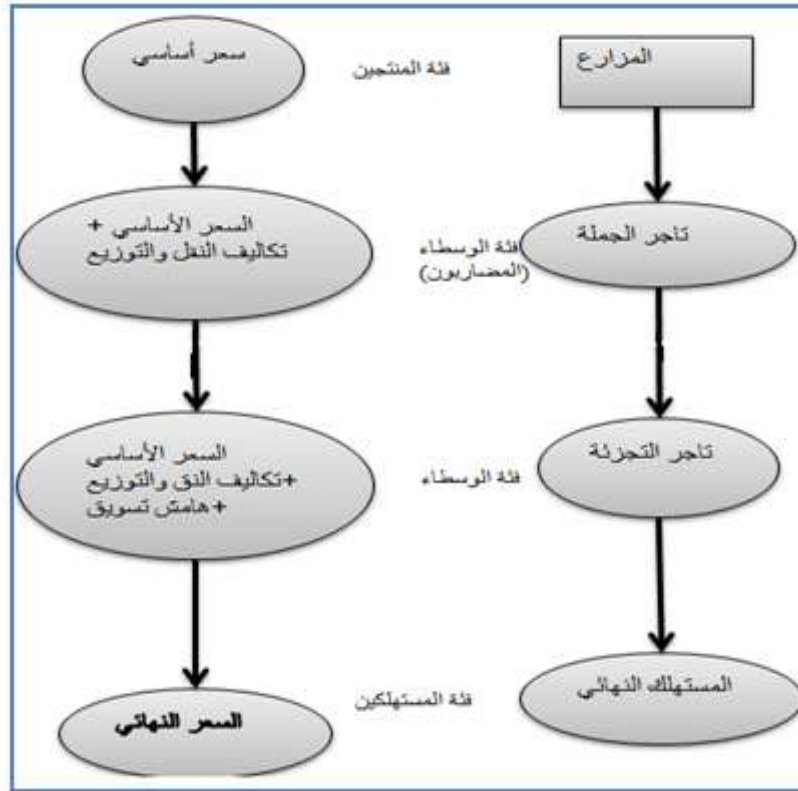 المزارع
فئة المنتجين
سعر أساسي
تاجر الجملة
فئة الوسطاء
(المضاربون)
السعر الأساسي +
تكاليف النقل والتوزيع
تاجر التجزئة
فئة الوسطاء
السعر الأساسي
+تكاليف النق والتوزيع
+هامش تسويق
المستهلك النهائي
فئة المستهلكين
السعر النهائي